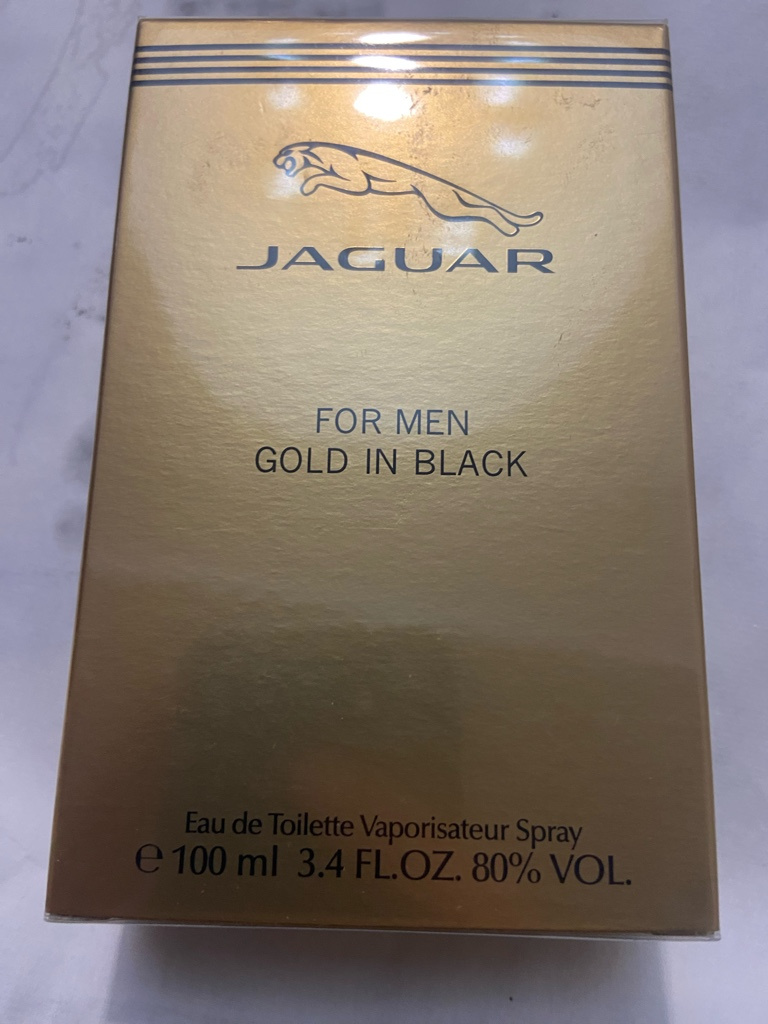 JAGUAR
FOR MEN
GOLD IN BLACK
Eau de Toilette Vaporisateur Spray
℮ 100 ml 3.4 FL.OZ. 80% VOL.